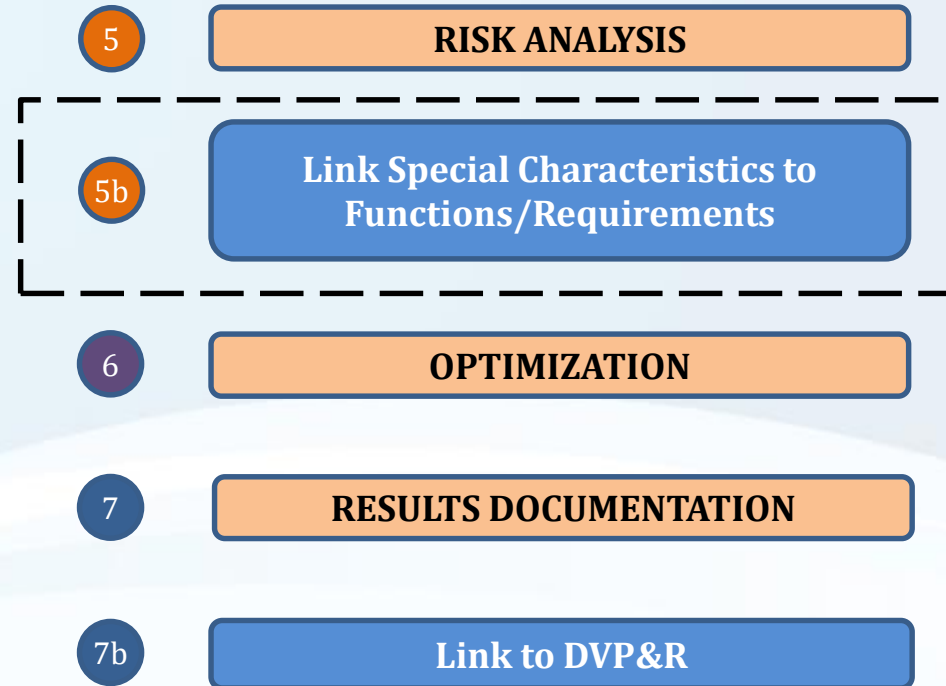 5
RISK ANALYSIS
5b
Link Special Characteristics to
Functions/Requirements
6
OPTIMIZATION
7
RESULTS DOCUMENTATION
7b
Link to DVP&R